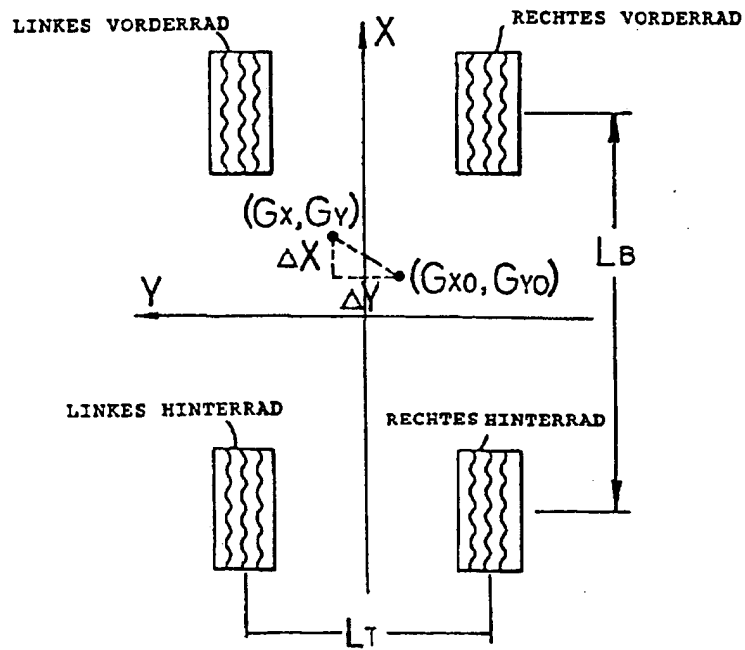 LINKES VORDERRAD
RECHTES VORDERRAD
X
(GX, GY)
ΔX
(GX0, GY0)
LB
Y
ΔY
LINKES HINTERRAD
RECHTES HINTERRAD
LT